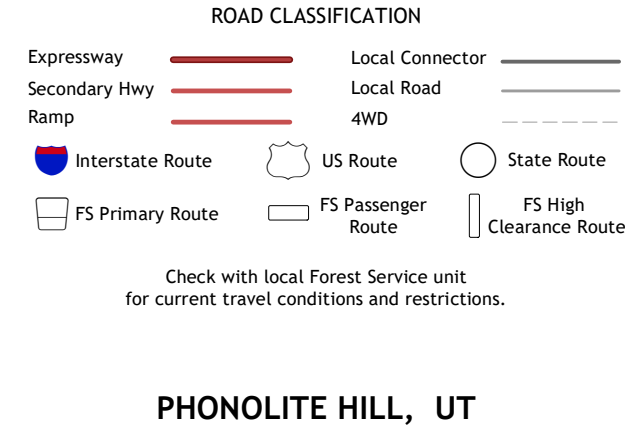 ROAD CLASSIFICATION
Expressway
Local Connector
Secondary Hwy
Local Road
Ramp
4WD
Interstate Route
US Route
State Route
FS Primary Route
FS Passenger
Route
FS High
Clearance Route
Check with local Forest Service unit
for current travel conditions and restrictions.
PHONOLITE HILL, UT